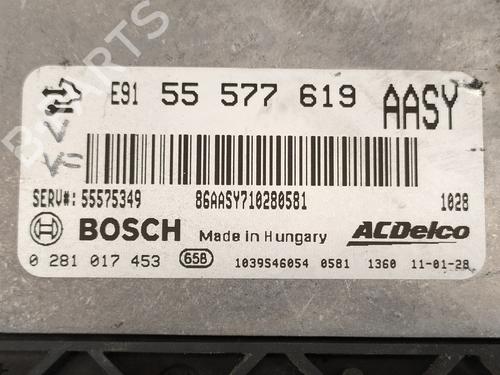 E91 55 577 619 AASY
SERV#: 55575349 86AASY710280581 1028
BOSCH Made in Hungary ACDelco
0 281 017 453 658 1039S46054 0581 1360 11-01-28
B-PARTS